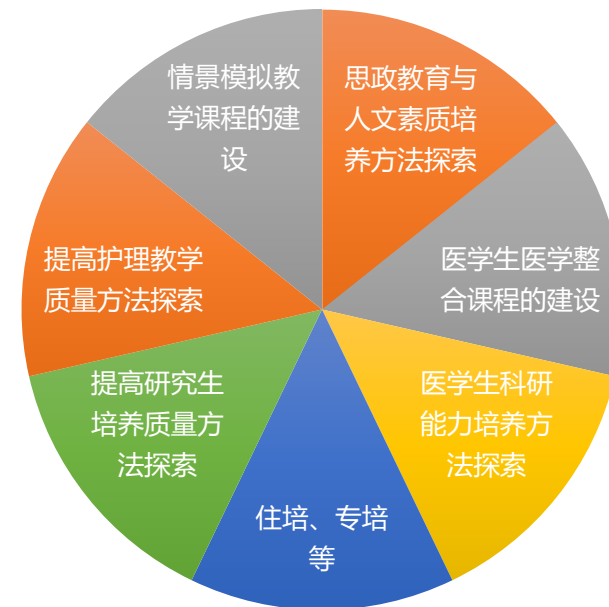 思政教育与
人文素质培
养方法探索
医学生医学整
合课程的建设
医学生科研
能力培养方
法探索
住培、专培
等
提高研究生
培养质量方
法探索
提高护理教学
质量方法探索
情景模拟教
学课程的建
设